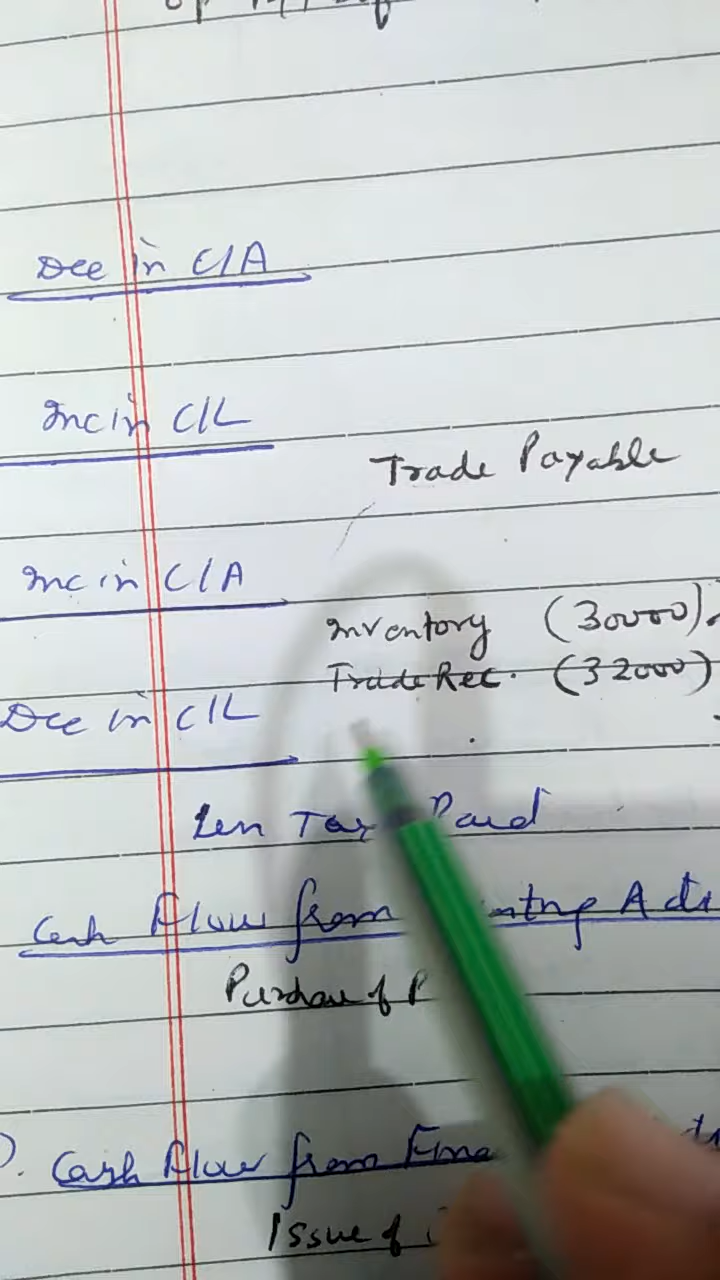 Dec in C/A
Inc in C/L
Trade Payable
Inc in C/A
Inventory (30000)
Trade Rec. (32000)
Dec in C/L
Less Tax Paid
Cash Flow from
Purchase of P
Cash Flow from Fina
Issue of